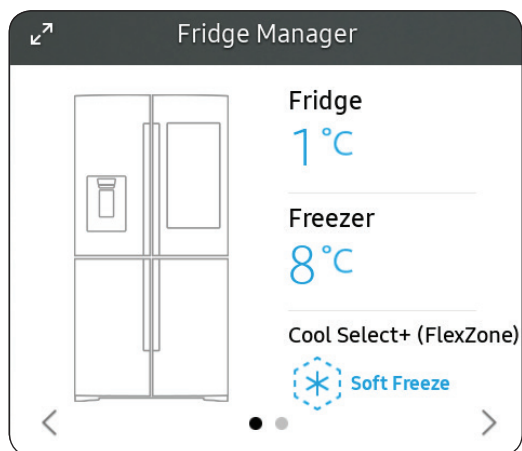 Fridge Manager
Fridge
1°C
Freezer
8°C
Cool Select+ (FlexZone)
Soft Freeze